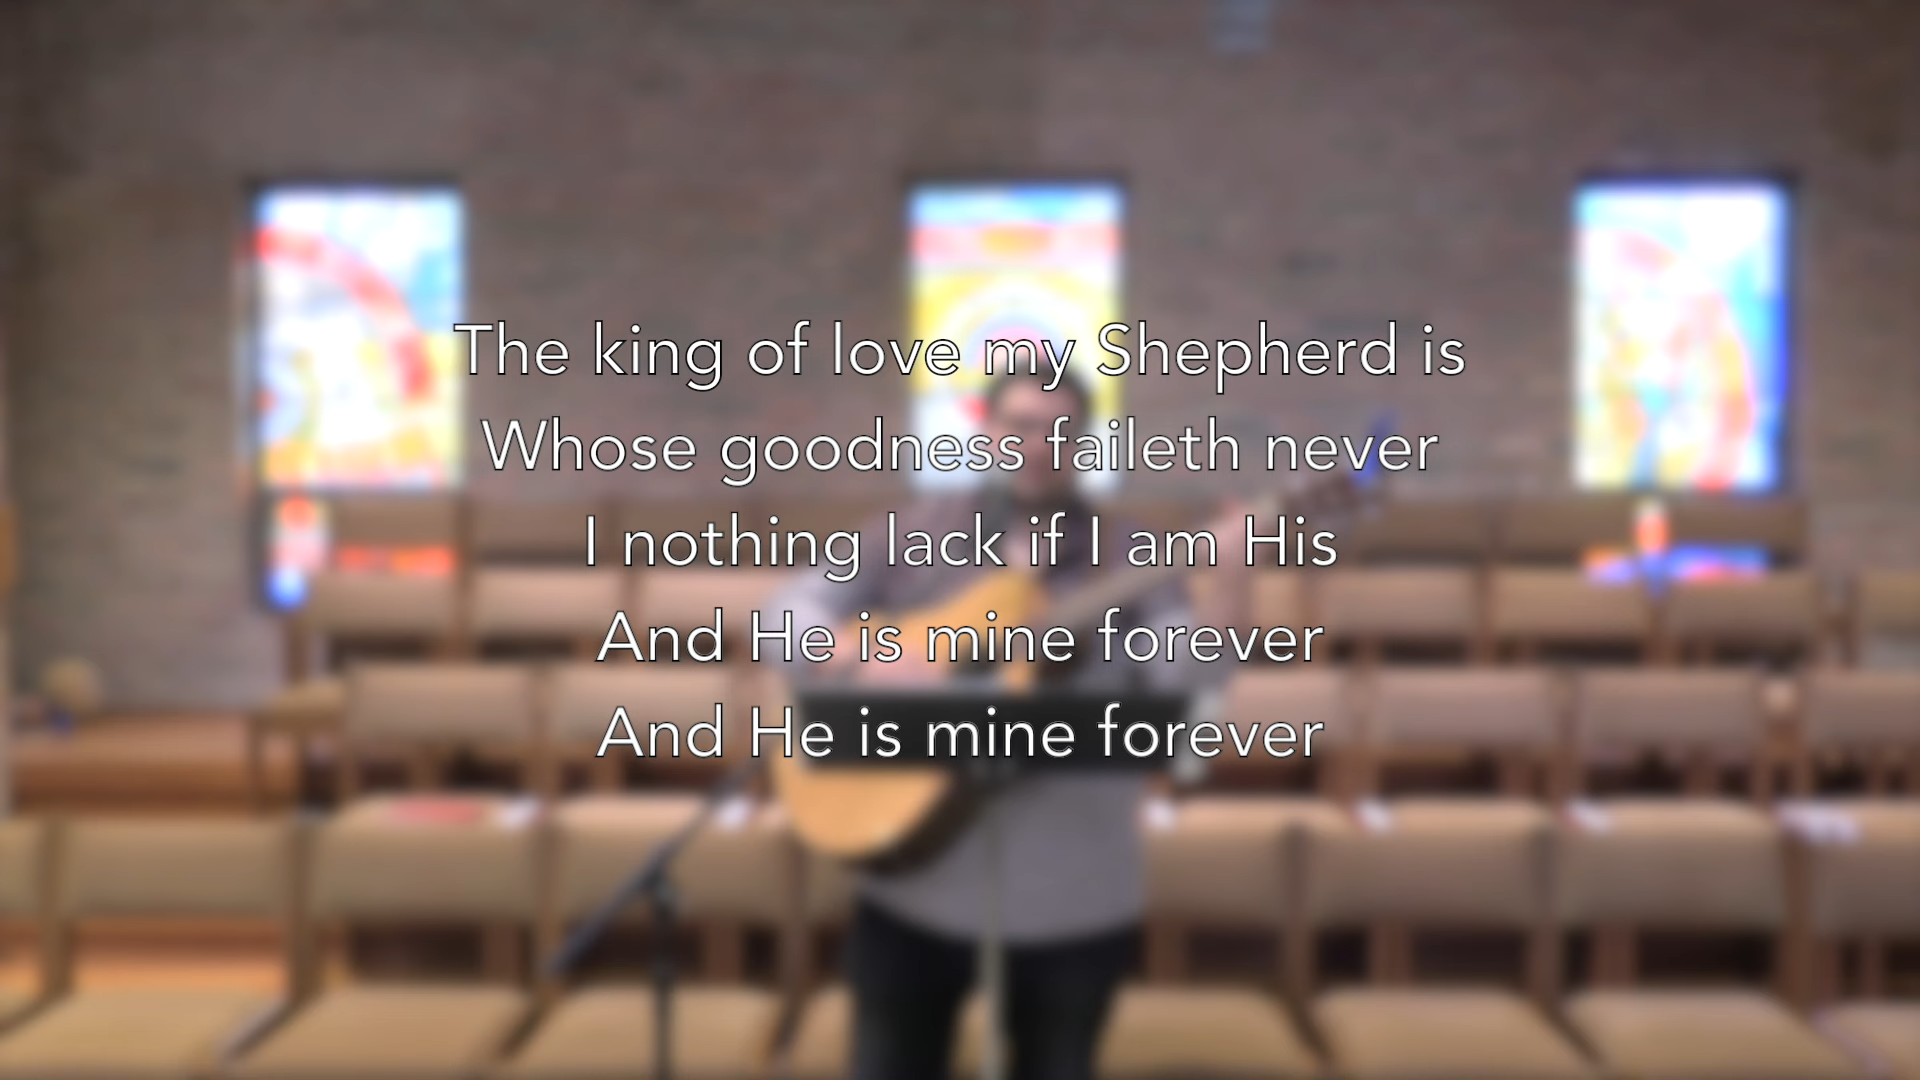 The king of love my Shepherd is
Whose goodness faileth never
I nothing lack if I am His
And He is mine forever
And He is mine forever